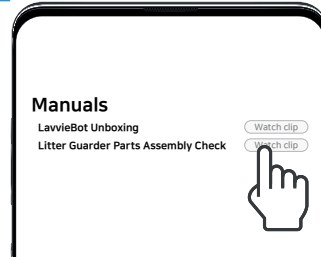 Manuals
LavvieBot Unboxing Watch clip
Litter Guarder Parts Assembly Check Watch clip